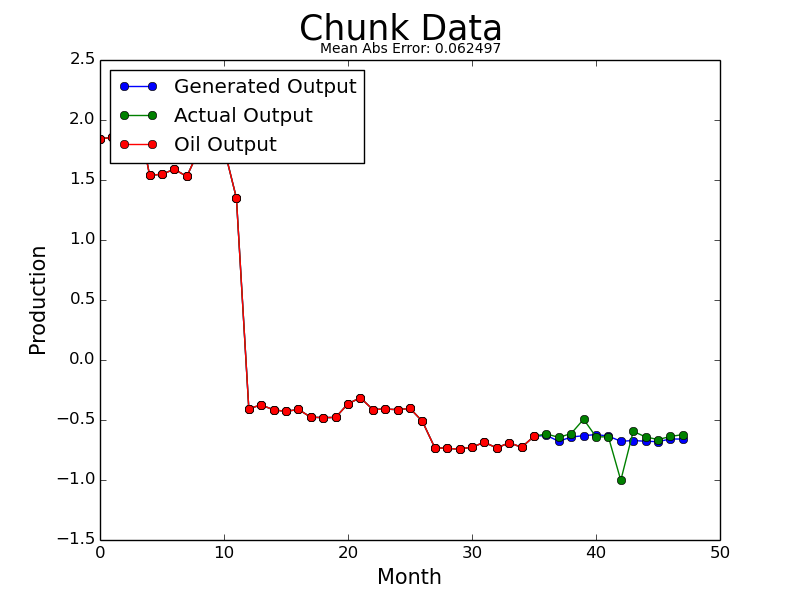 Chunk Data
Mean Abs Error: 0.062497
2.5
2.0
1.5
1.0
0.5
0.0
−0.5
−1.0
−1.5
Production
Generated Output
Actual Output
Oil Output
0 10 20 30 40 50
Month